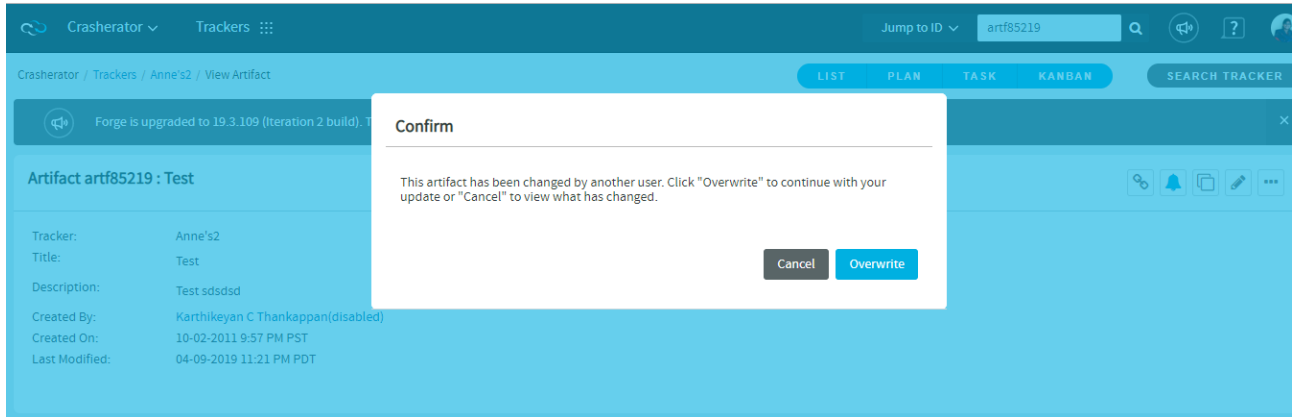 Crasherator Trackers Jump to ID artf85219 ?
Crasherator / Trackers / Anne's2 / View Artifact LIST PLAN TASK KANBAN SEARCH TRACKER
Forge is upgraded to 19.3.109 (Iteration 2 build).
Confirm
This artifact has been changed by another user. Click "Overwrite" to continue with your
update or "Cancel" to view what has changed.
Cancel Overwrite
Artifact artf85219 : Test
Tracker: Anne's2
Title: Test
Description: Test sdsdsd
Created By: Karthikeyan C Thankappan(disabled)
Created On: 10-02-2011 9:57 PM PST
Last Modified: 04-09-2019 11:21 PM PDT